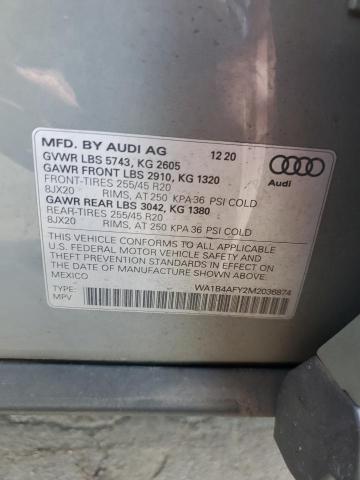 MFD. BY AUDI AG
GVWR LBS 5743, KG 2605 12 20
GAWR FRONT LBS 2910, KG 1320
FRONT-TIRES 255/45 R20
8JX20 RIMS, AT 250 KPA-36 PSI COLD
GAWR REAR LBS 3042, KG 1380
REAR-TIRES 255/45 R20
8JX20 RIMS, AT 250 KPA 36 PSI COLD
Audi
THIS VEHICLE CONFORMS TO ALL APPLICABLE
U.S. FEDERAL MOTOR VEHICLE SAFETY AND
THEFT PREVENTION STANDARDS IN EFFECT ON THE
DATE OF MANUFACTURE SHOWN ABOVE.
MEXICO
WA1B4AFY2M2036874
TYPE:
MPV